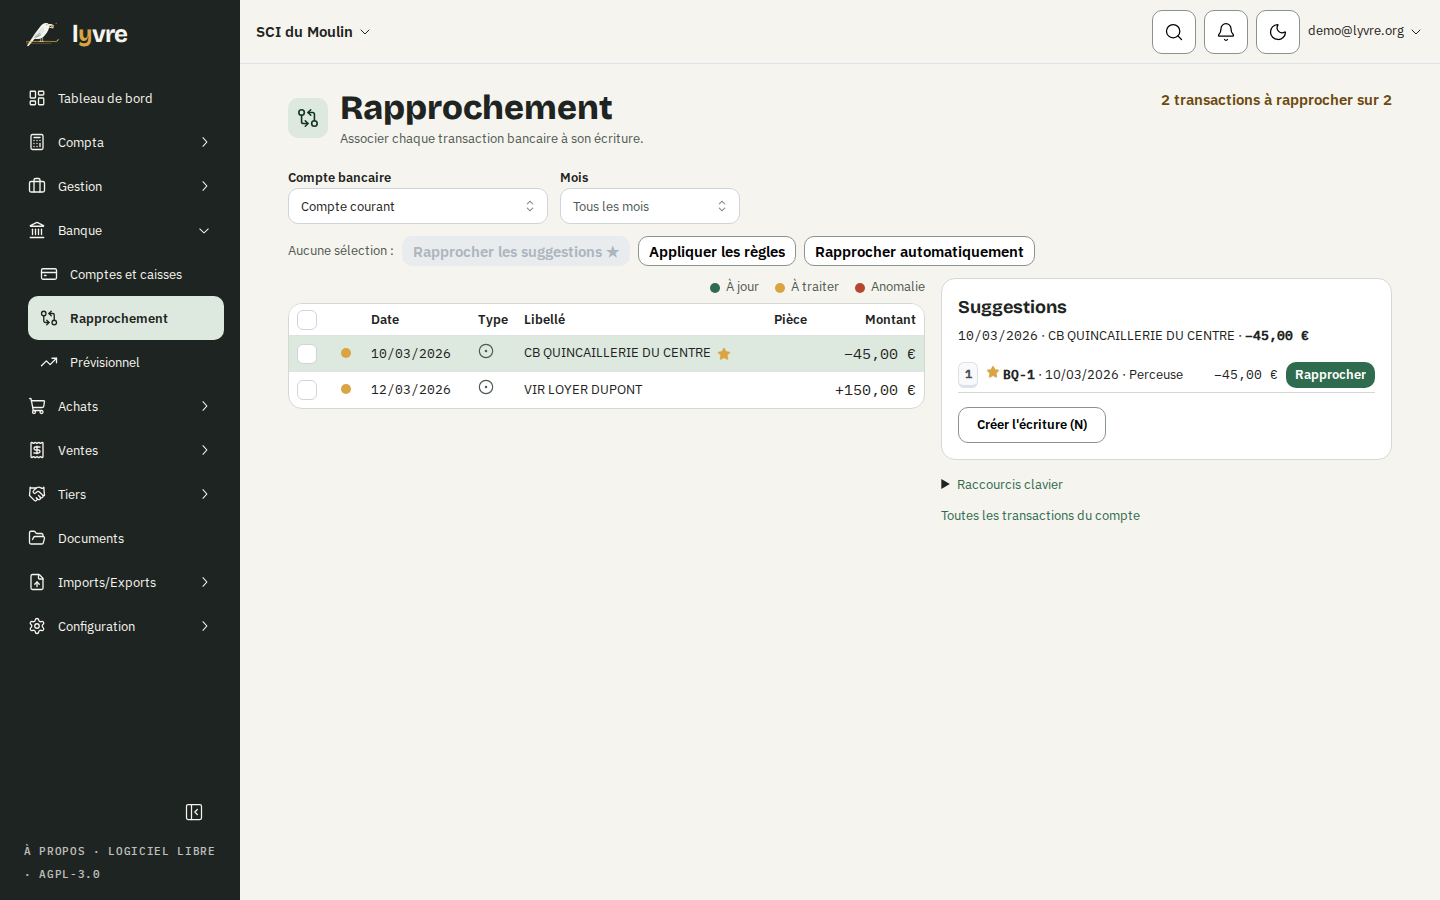 lyvre
SCI du Moulin
demo@lyvre.org
Tableau de bord
Compta
Gestion
Banque
Comptes et caisses
Rapprochement
Prévisionnel
Achats
Ventes
Tiers
Documents
Imports/Exports
Configuration
À PROPOS · LOGICIEL LIBRE
· AGPL-3.0
Rapprochement
2 transactions à rapprocher sur 2
Associer chaque transaction bancaire à son écriture.
Compte bancaire
Mois
Compte courant
Tous les mois
Aucune sélection : Rapprocher les suggestions ★ Appliquer les règles Rapprocher automatiquement
À jour À traiter Anomalie
Date Type Libellé Pièce Montant
10/03/2026 CB QUINCAILLERIE DU CENTRE ★ −45,00 €
12/03/2026 VIR LOYER DUPONT +150,00 €
Suggestions
10/03/2026 · CB QUINCAILLERIE DU CENTRE · −45,00 €
1 ★ BQ-1 · 10/03/2026 · Perceuse −45,00 € Rapprocher
Créer l'écriture (N)
Raccourcis clavier
Toutes les transactions du compte